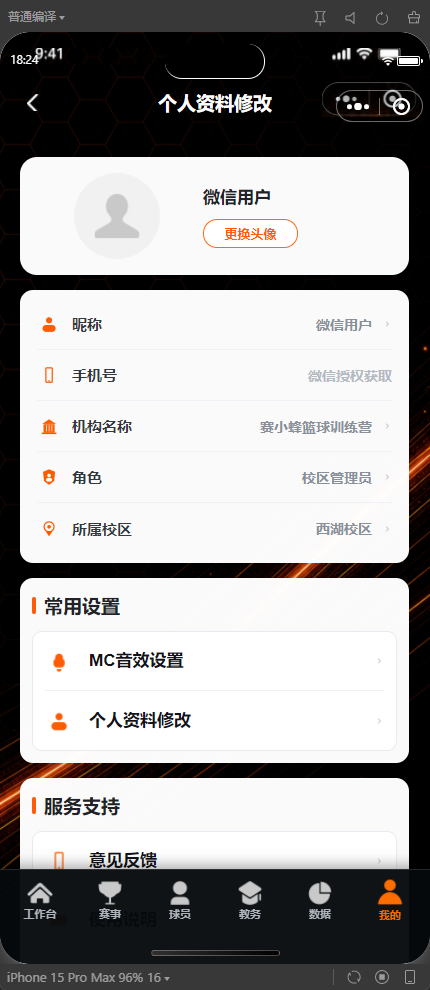 普通编译
9:41
18:24
个人资料修改
微信用户
更换头像
昵称 微信用户
手机号 微信授权获取
机构名称 赛小蜂篮球训练营
角色 校区管理员
所属校区 西湖校区
常用设置
MC音效设置
个人资料修改
服务支持
意见反馈
使用说明
工作台 赛事 球员 教务 数据 我的
iPhone 15 Pro Max 96% 16